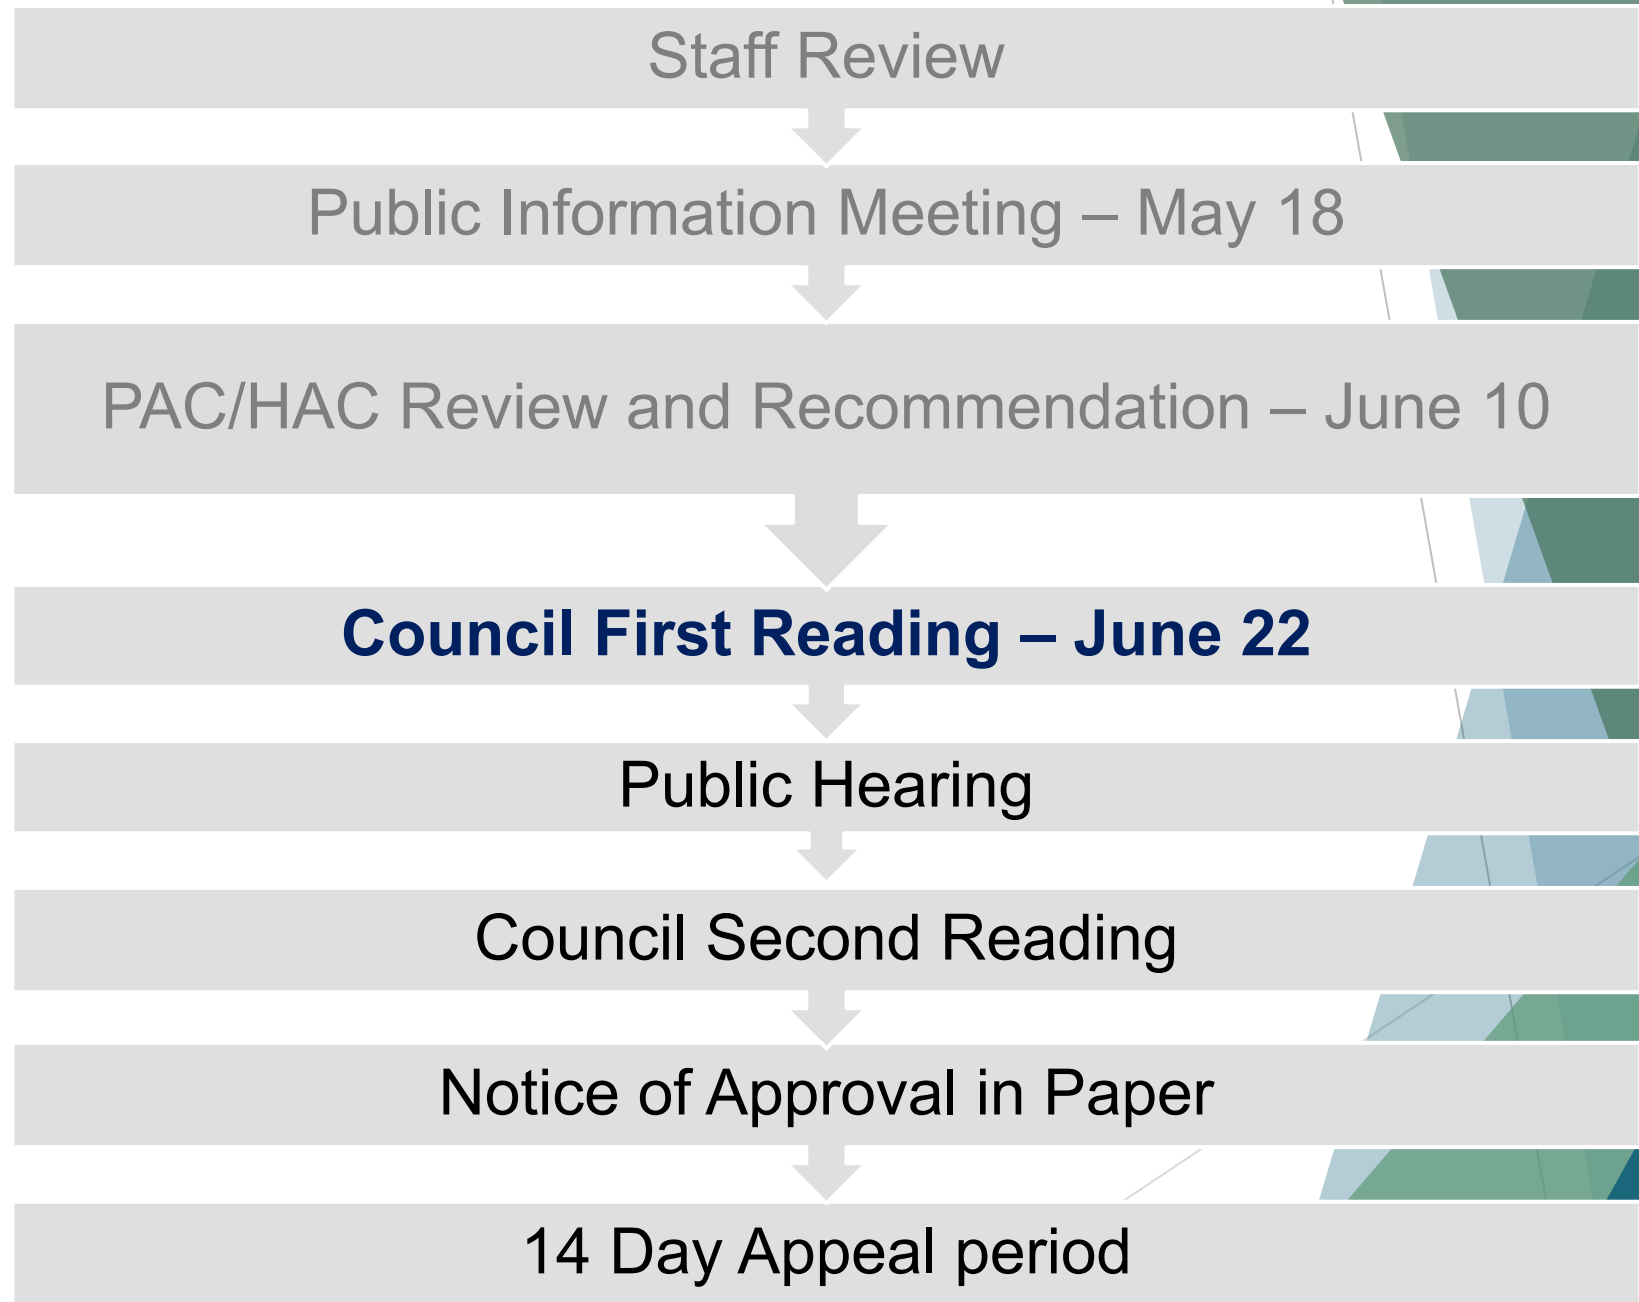 Staff Review
Public Information Meeting – May 18
PAC/HAC Review and Recommendation – June 10
Council First Reading – June 22
Public Hearing
Council Second Reading
Notice of Approval in Paper
14 Day Appeal period